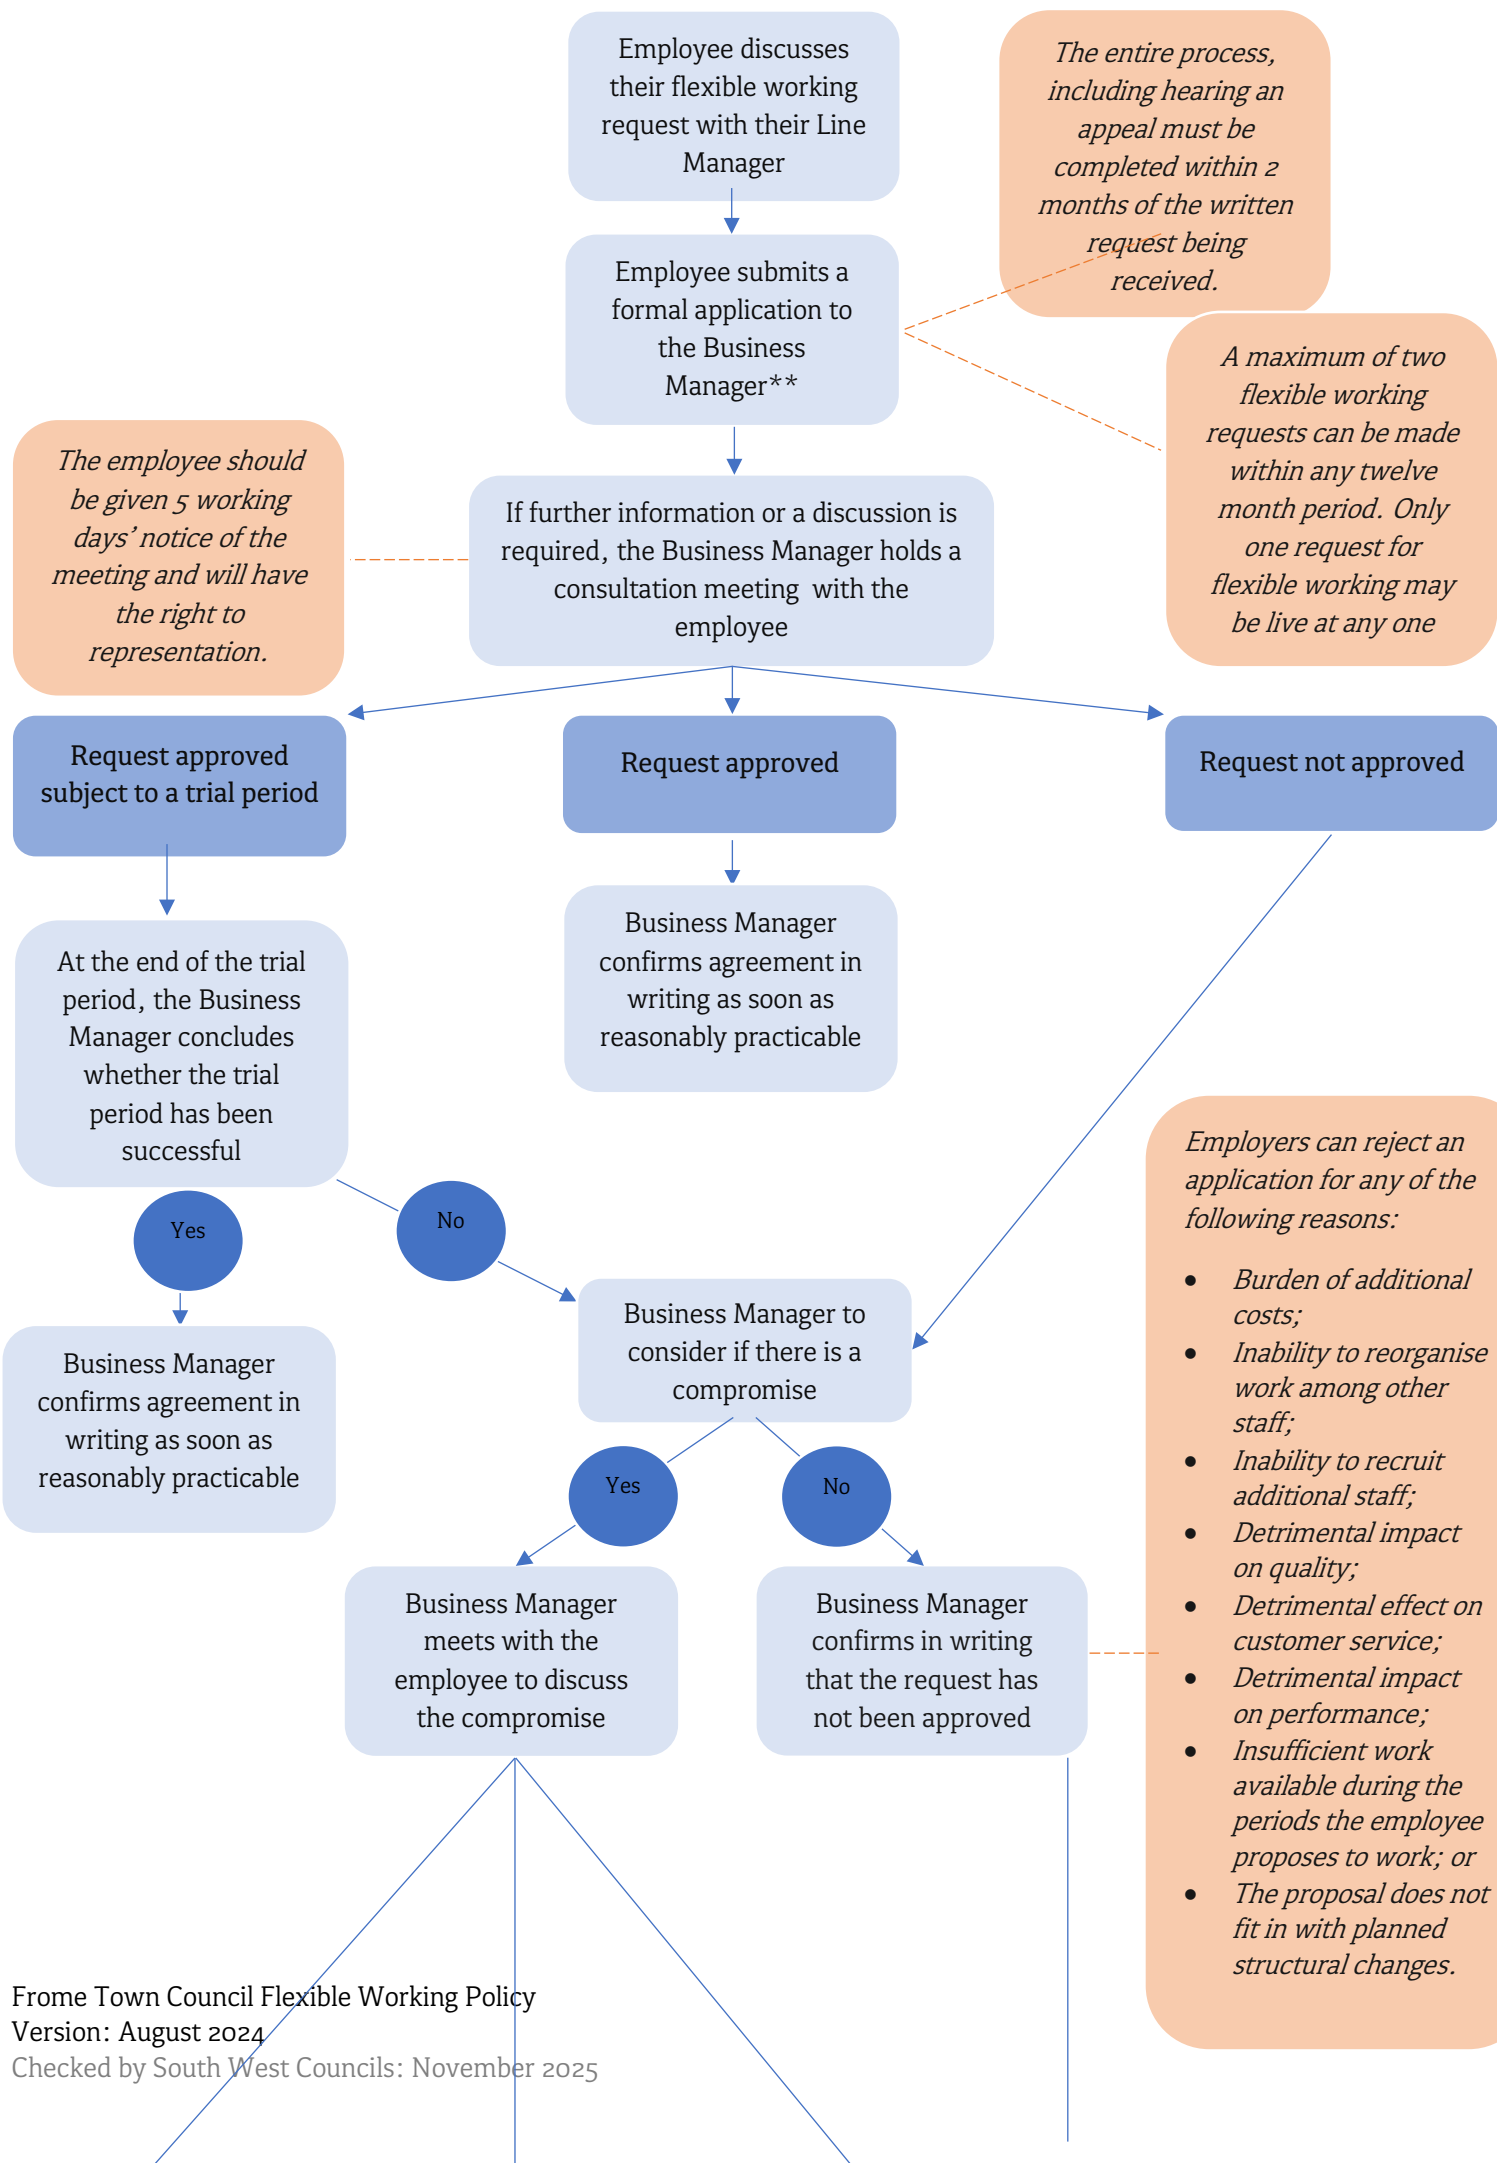 Employee discusses
their flexible working
request with their Line
Manager
The entire process,
including hearing an
appeal must be
completed within 2
months of the written
request being
received.
Employee submits a
formal application to
the Business
Manager**
A maximum of two
flexible working
requests can be made
within any twelve
month period. Only
one request for
flexible working may
be live at any one
The employee should
be given 5 working
days’ notice of the
meeting and will have
the right to
representation.
If further information or a discussion is
required, the Business Manager holds a
consultation meeting with the
employee
Request approved
subject to a trial period
Request approved
Request not approved
At the end of the trial
period, the Business
Manager concludes
whether the trial
period has been
successful
Business Manager
confirms agreement in
writing as soon as
reasonably practicable
Yes
No
Business Manager
confirms agreement in
writing as soon as
reasonably practicable
Business Manager to
consider if there is a
compromise
Yes
No
Business Manager
meets with the
employee to discuss
the compromise
Business Manager
confirms in writing
that the request has
not been approved
Employers can reject an
application for any of the
following reasons:
• Burden of additional
costs;
• Inability to reorganise
work among other
staff;
• Inability to recruit
additional staff;
• Detrimental impact
on quality;
• Detrimental effect on
customer service;
• Detrimental impact
on performance;
• Insufficient work
available during the
periods the employee
proposes to work; or
• The proposal does not
fit in with planned
structural changes.
Frome Town Council Flexible Working Policy
Version: August 2024
Checked by South West Councils: November 2025